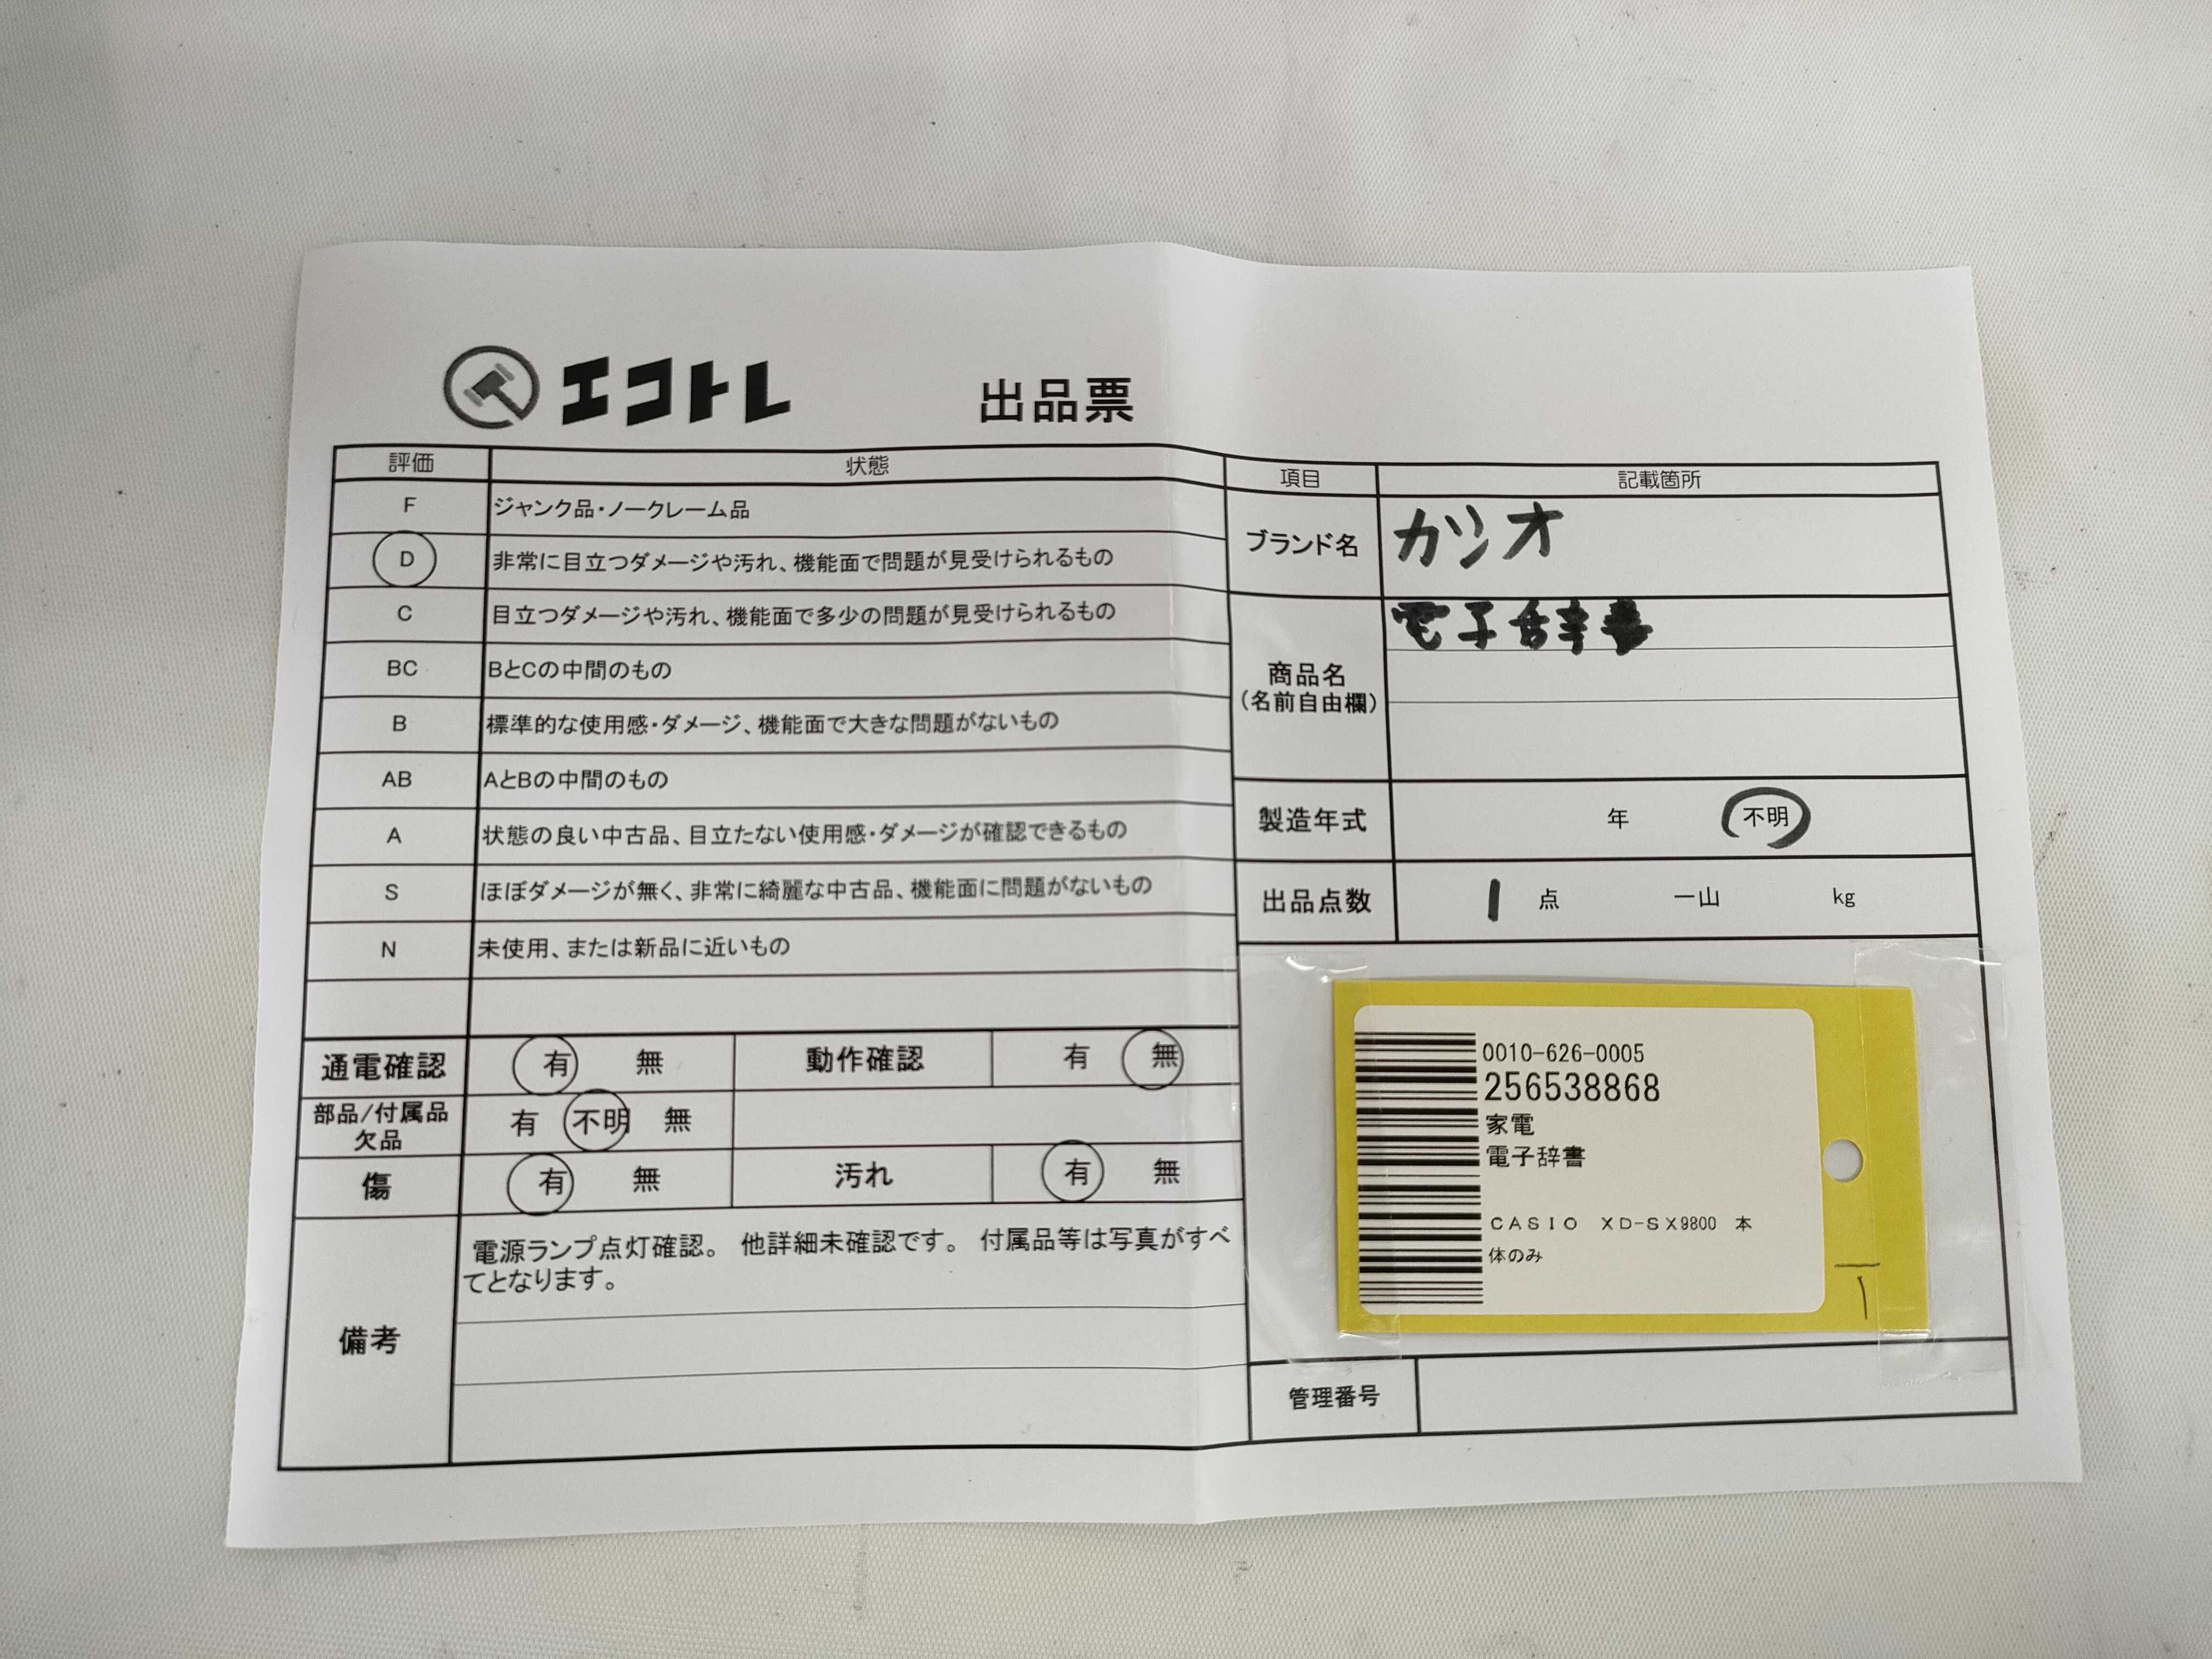 エコトレ 出品票
評価 状態
F ジャンク品・ノークレーム品
D 非常に目立つダメージや汚れ、機能面で問題が見受けられるもの
C 目立つダメージや汚れ、機能面で多少の問題が見受けられるもの
BC BとCの中間のもの
B 標準的な使用感・ダメージ、機能面で大きな問題がないもの
AB AとBの中間のもの
A 状態の良い中古品、目立たない使用感・ダメージが確認できるもの
S ほぼダメージが無く、非常に綺麗な中古品、機能面に問題がないもの
N 未使用、または新品に近いもの
通電確認 有 無 動作確認 有 無
部品/付属品
欠品
有 不明 無
傷 有 無 汚れ 有 無
備考
電源ランプ点灯確認。 他詳細未確認です。 付属品等は写真がすべ
てとなります。
項目 記載箇所
ブランド名 カシオ
商品名
(名前自由欄)
電子辞書
製造年式 年 不明
出品点数 1 点 一山 kg
0010-626-0005
256538868
家電
電子辞書
CASIO XD-SX9800 本
体のみ
管理番号